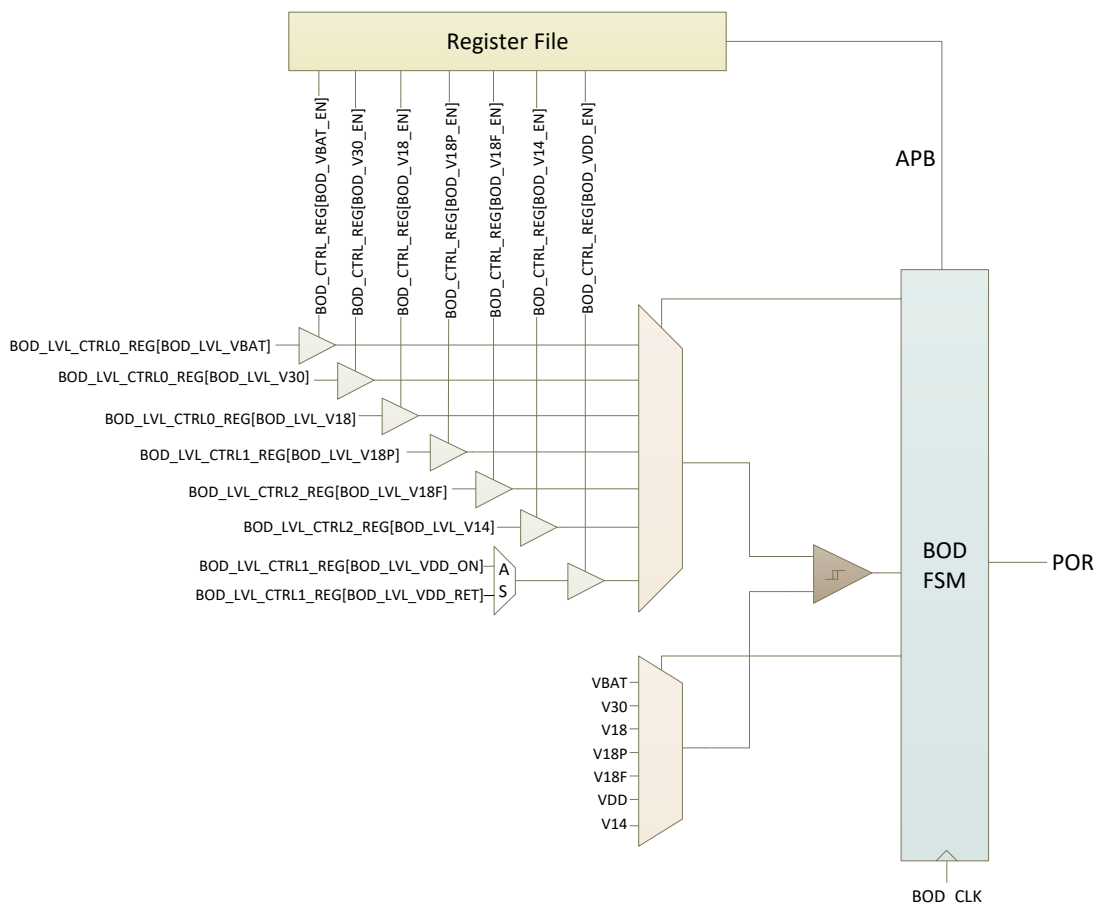 Register File
BOD_CTRL_REG[BOD_VBAT_EN]
BOD_CTRL_REG[BOD_V30_EN]
BOD_CTRL_REG[BOD_V18_EN]
BOD_CTRL_REG[BOD_V18P_EN]
BOD_CTRL_REG[BOD_V18F_EN]
BOD_CTRL_REG[BOD_V14_EN]
BOD_CTRL_REG[BOD_VDD_EN]
APB
BOD_LVL_CTRL0_REG[BOD_LVL_VBAT]
BOD_LVL_CTRL0_REG[BOD_LVL_V30]
BOD_LVL_CTRL0_REG[BOD_LVL_V18]
BOD_LVL_CTRL1_REG[BOD_LVL_V18P]
BOD_LVL_CTRL2_REG[BOD_LVL_V18F]
BOD_LVL_CTRL2_REG[BOD_LVL_V14]
BOD_LVL_CTRL1_REG[BOD_LVL_VDD_ON]
BOD_LVL_CTRL1_REG[BOD_LVL_VDD_RET]
A
S
BOD
FSM
POR
VBAT
V30
V18
V18P
V18F
VDD
V14
BOD_CLK